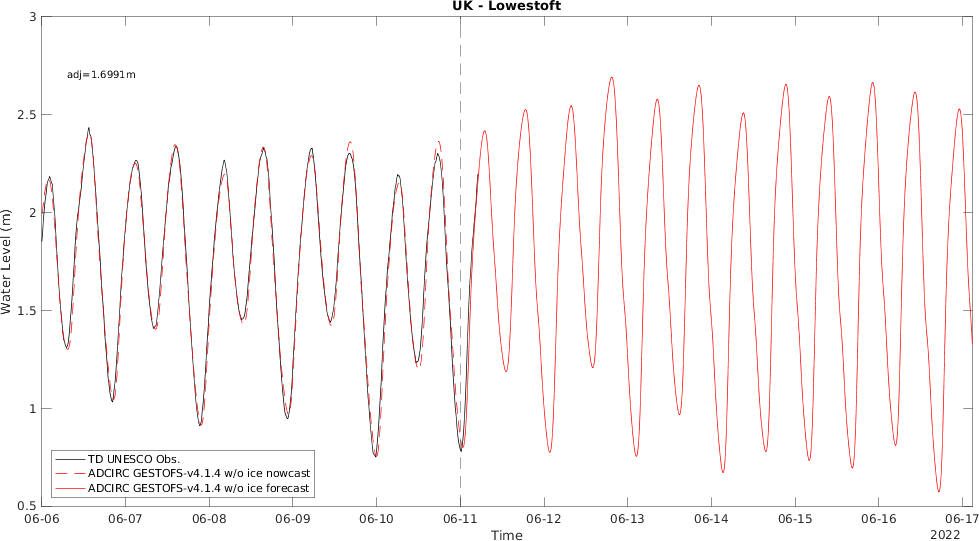 UK - Lowestoft
adj=1.6991m
Water Level (m)
3
2.5
2
1.5
1
0.5
TD UNESCO Obs.
ADCIRC GESTOFS-v4.1.4 w/o ice nowcast
ADCIRC GESTOFS-v4.1.4 w/o ice forecast
06-06 06-07 06-08 06-09 06-10 06-11 06-12 06-13 06-14 06-15 06-16 06-17
Time
2022